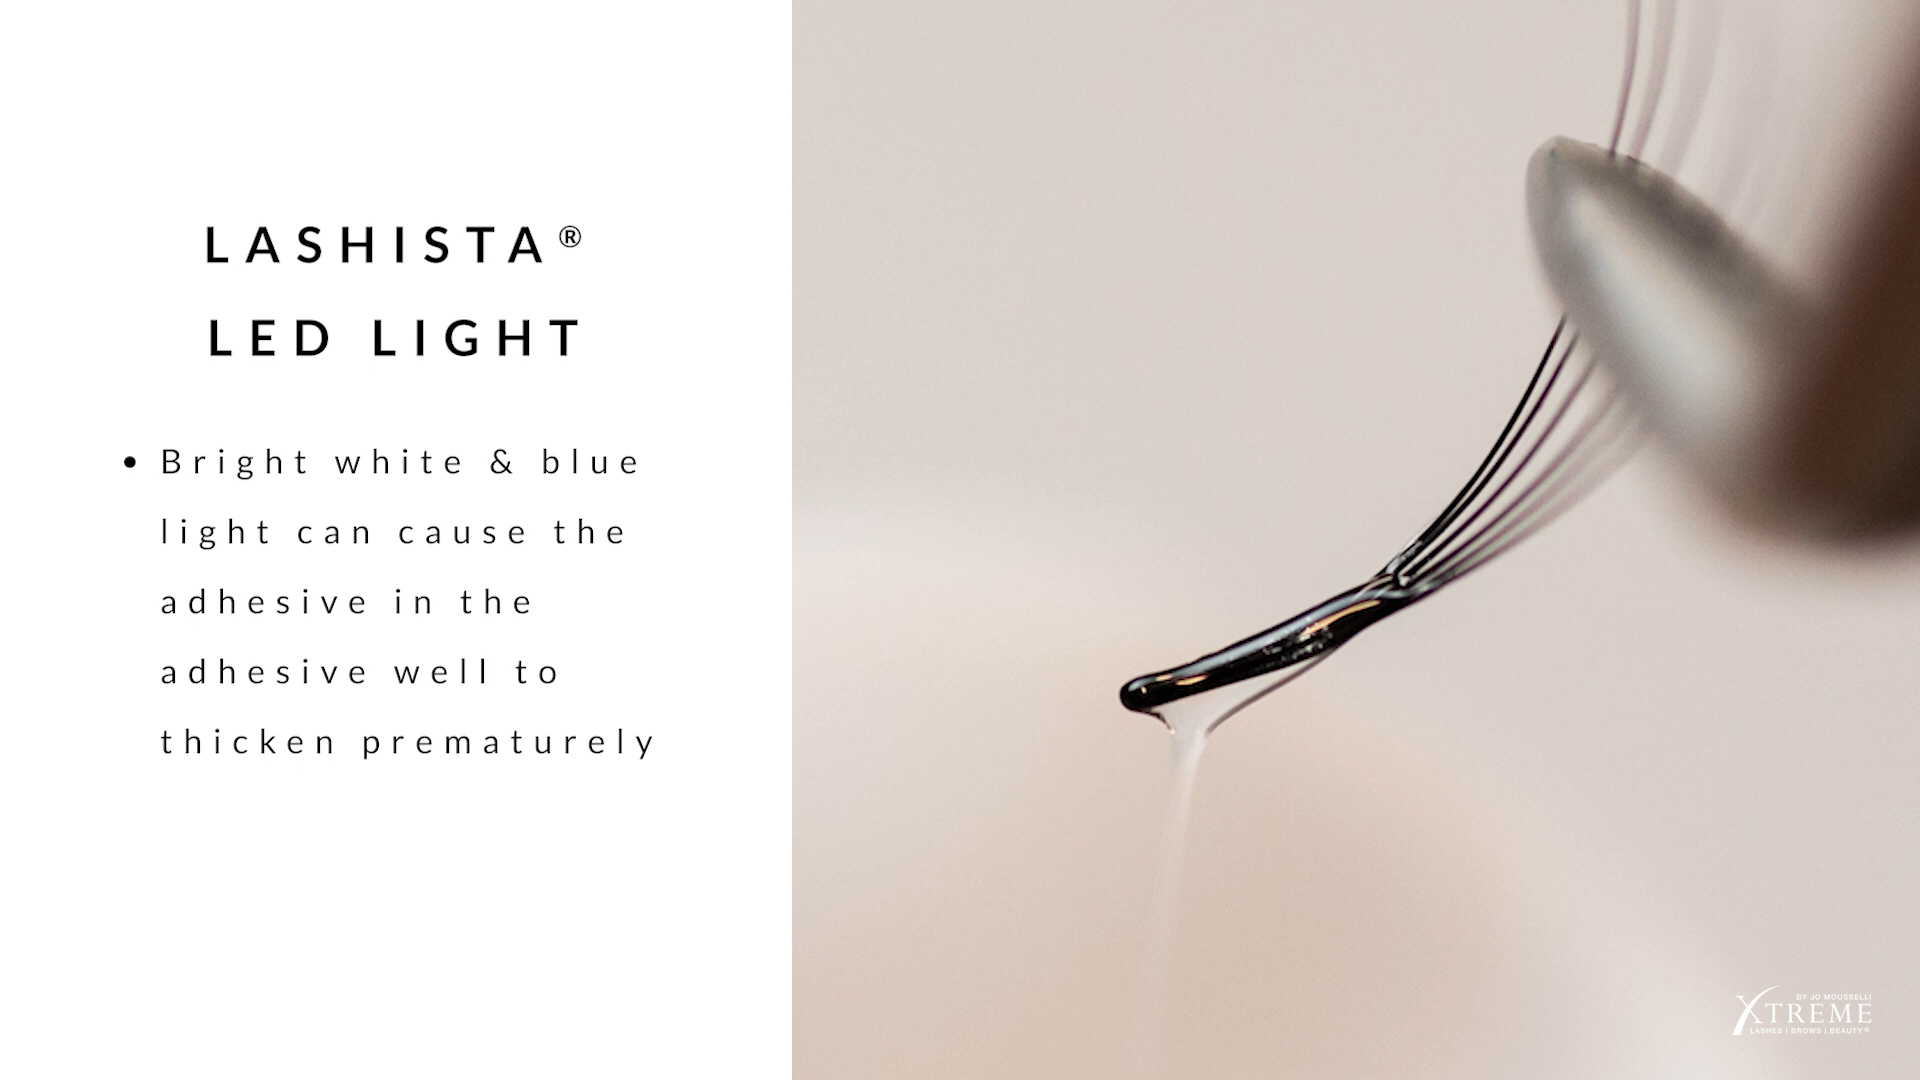 LASHISTA®
LED LIGHT
• Bright white & blue
light can cause the
adhesive in the
adhesive well to
thicken prematurely
BY JO MOUSSELLI
XTREME
LASHES | BROWS | BEAUTY®